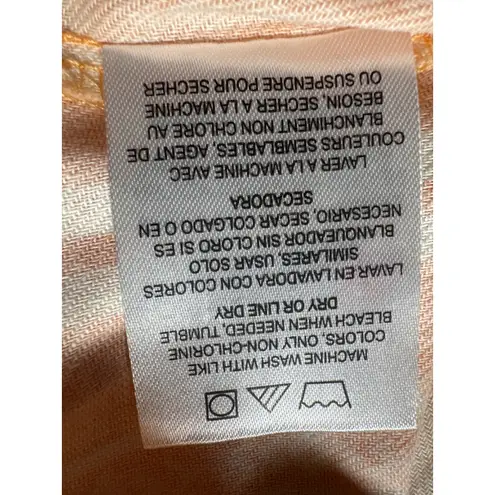 MACHINE WASH WITH LIKE
COLORS, ONLY NON-CHLORINE
BLEACH WHEN NEEDED, TUMBLE
DRY OR LINE DRY
LAVAR EN LAVADORA CON COLORES
SIMILARES, USAR SOLO
BLANQUEADOR SIN CLORO SI ES
NECESARIO, SECAR COLGADO O EN
SECADORA
LAVER A LA MACHINE AVEC
COULEURS SEMBLABLES, AGENT DE
BLANCHIMENT NON CHLORE AU
BESOIN, SECHER A LA MACHINE
OU SUSPENDRE POUR SECHER